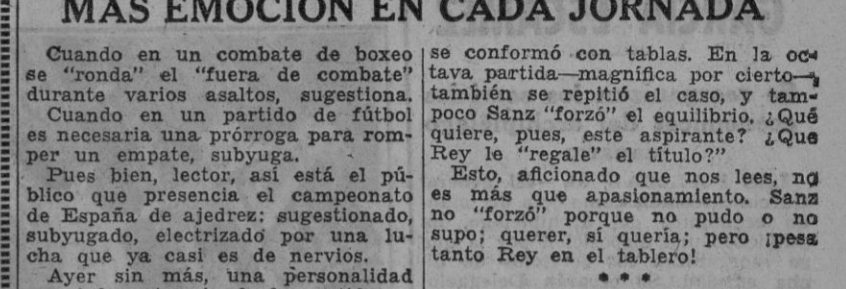 MAS EMOCION EN CADA JORNADA
Cuando en un combate de boxeo
se "ronda" el "fuera de combate"
durante varios asaltos, sugestiona.
Cuando en un partido de fútbol
es necesaria una prórroga para rom-
per un empate, subyuga.
Pues bien, lector, así está el pú-
blico que presencia el campeonato
de España de ajedrez: sugestionado,
subyugado, electrizado por una lu-
cha que ya casi es de nervios.
Ayer sin más, una personalidad
se conformó con tablas. En la oc-
tava partida—magnífica por cierto—,
también se repitió el caso, y tam-
poco Sanz "forzó" el equilibrio. ¿Qué
quiere, pues, este aspirante? ¿Que
Rey le "regale" el título?"
Esto, aficionado que nos lees, no
es más que apasionamiento. Sanz
no "forzó" porque no pudo o no
supo; querer, sí quería; pero ¡pesa
tanto Rey en el tablero!
* * *